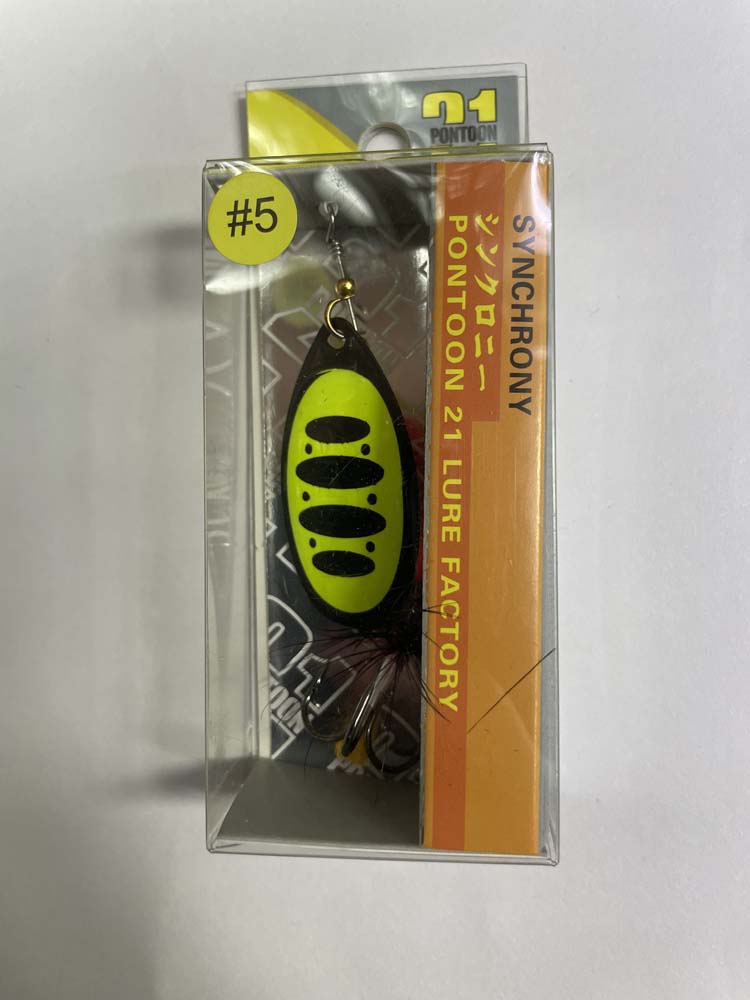 21
PONTOON
#5
SYNCHRONY
シンクロニー
PONTOON 21 LURE FACTORY